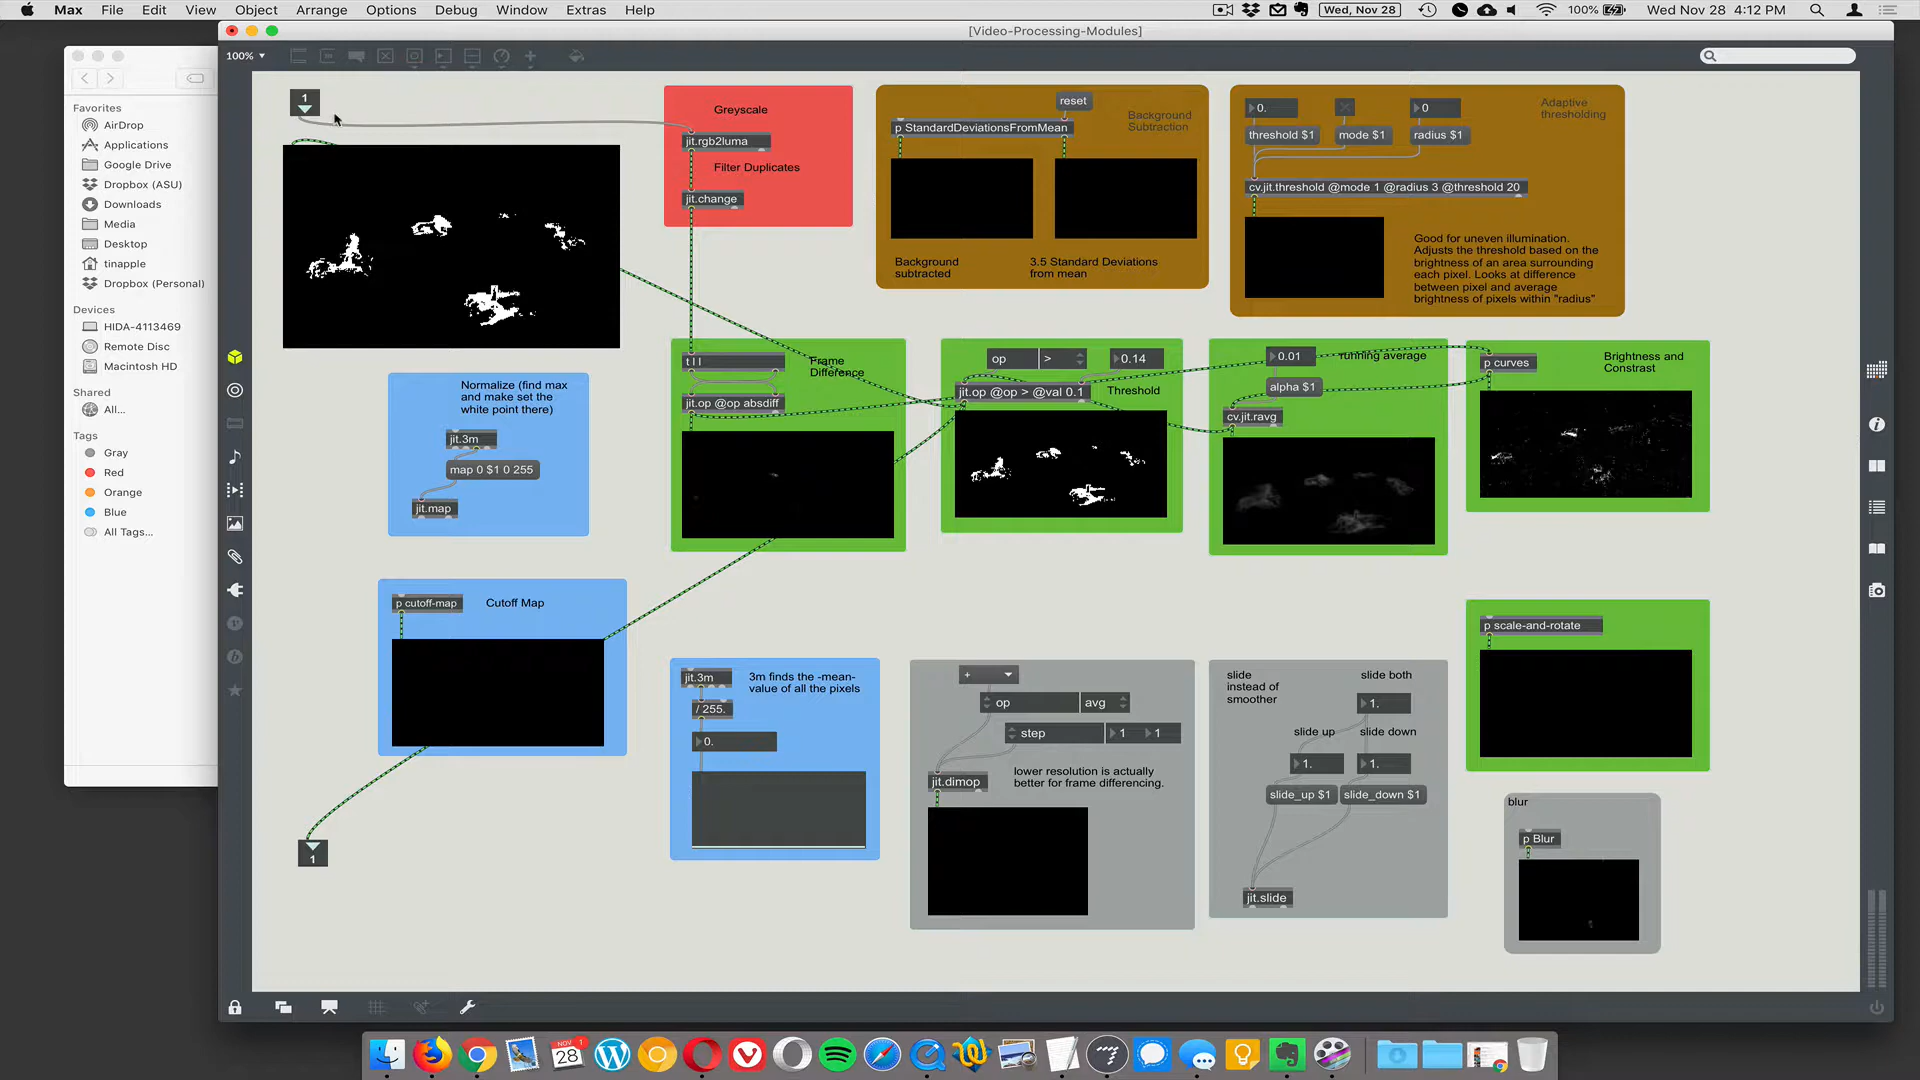 Max File Edit View Object Arrange Options Debug Window Extras Help
Wed, Nov 28
100%
Wed Nov 28 4:12 PM
[Video-Processing-Modules]
100%
Favorites
AirDrop
Applications
Google Drive
Dropbox (ASU)
Downloads
Media
Desktop
tinapple
Dropbox (Personal)
Devices
HIDA-4113469
Remote Disc
Macintosh HD
Shared
All...
Tags
Gray
Red
Orange
Blue
All Tags...
1
Greyscale
jit.rgb2luma
Filter Duplicates
jit.change
reset
p StandardDeviationsFromMean
Background
Subtraction
Background
subtracted
3.5 Standard Deviations
from mean
0.
0
Adaptive
thresholding
threshold $1
mode $1
radius $1
cv.jit.threshold @mode 1 @radius 3 @threshold 20
Good for uneven illumination.
Adjusts the threshold based on the
brightness of an area surrounding
each pixel. Looks at difference
between pixel and average
brightness of pixels within "radius"
Normalize (find max
and make set the
white point there)
jit.3m
map 0 $1 0 255
jit.map
t l l
Frame
Difference
jit.op @op absdiff
op
>
0.14
jit.op @op > @val 0.1
Threshold
0.01
running average
alpha $1
cv.jit.ravg
p curves
Brightness and
Constrast
p cutoff-map
Cutoff Map
1
jit.3m
3m finds the -mean-
value of all the pixels
/ 255.
0.
+
op
avg
step
1
1
jit.dimop
lower resolution is actually
better for frame differencing.
slide
instead of
smoother
slide both
1.
slide up
slide down
1.
1.
slide_up $1
slide_down $1
jit.slide
p scale-and-rotate
blur
p Blur
NOV
1
28